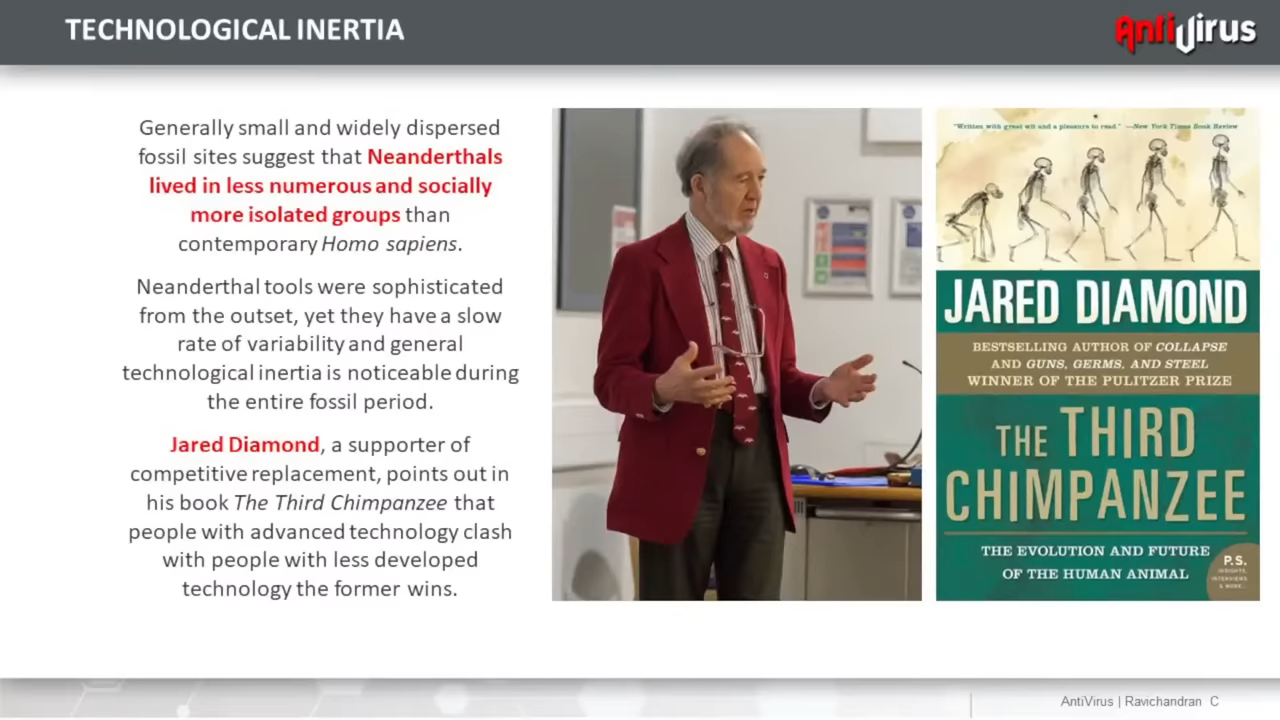 TECHNOLOGICAL INERTIA
AntiVirus
Generally small and widely dispersed
fossil sites suggest that Neanderthals
lived in less numerous and socially
more isolated groups than
contemporary Homo sapiens.
Neanderthal tools were sophisticated
from the outset, yet they have a slow
rate of variability and general
technological inertia is noticeable during
the entire fossil period.
Jared Diamond, a supporter of
competitive replacement, points out in
his book The Third Chimpanzee that
people with advanced technology clash
with people with less developed
technology the former wins.
"Written with great wit and a pleasure to read." —New York Times Book Review
JARED DIAMOND
BESTSELLING AUTHOR OF COLLAPSE
AND GUNS, GERMS, AND STEEL
WINNER OF THE PULITZER PRIZE
THE THIRD
CHIMPANZEE
THE EVOLUTION AND FUTURE
OF THE HUMAN ANIMAL
P.S.
INSIGHTS,
INTERVIEWS
& MORE...
AntiVirus | Ravichandran C